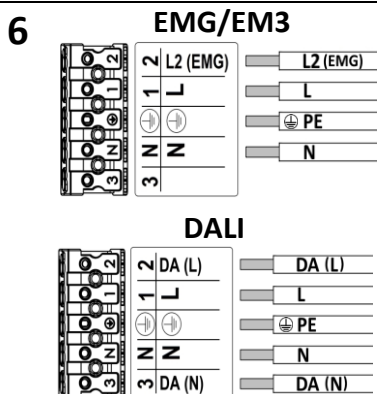 6
EMG/EM3
2 2 L2 (EMG) L2 (EMG)
1 1 L L
PE
N N N N
3 3
DALI
2 2 DA (L) DA (L)
1 1 L L
PE
N N N N
3 3 DA (N) DA (N)